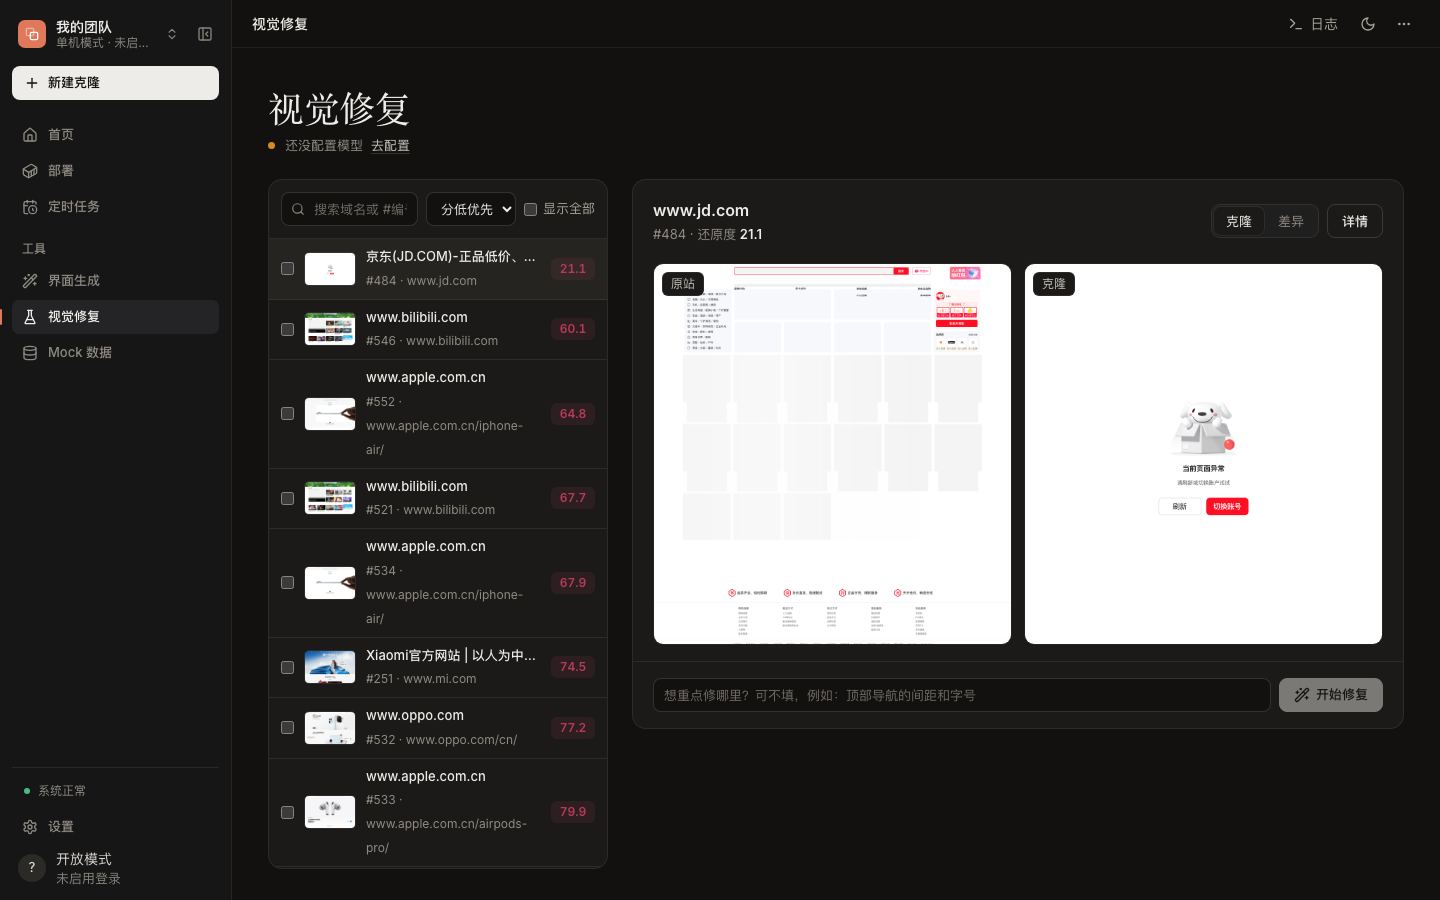 我的团队
单机模式 · 未启...
新建克隆
首页
部署
定时任务
工具
界面生成
视觉修复
Mock 数据
系统正常
设置
?
开放模式
未启用登录
视觉修复
日志
视觉修复
还没配置模型 去配置
搜索域名或 #编
分低优先
显示全部
京东(JD.COM)-正品低价、...
#484 · www.jd.com
21.1
www.bilibili.com
#546 · www.bilibili.com
60.1
www.apple.com.cn
#552 ·
www.apple.com.cn/iphone-
air/
64.8
www.bilibili.com
#521 · www.bilibili.com
67.7
www.apple.com.cn
#534 ·
www.apple.com.cn/iphone-
air/
67.9
Xiaomi官方网站 | 以人为中...
#251 · www.mi.com
74.5
www.oppo.com
#532 · www.oppo.com/cn/
77.2
www.apple.com.cn
#533 ·
www.apple.com.cn/airpods-
pro/
79.9
www.jd.com
#484 · 还原度 21.1
克隆
差异
详情
原站
克隆
当前页面异常
请刷新或切换账户试试
刷新
切换账号
想重点修哪里？可不填，例如：顶部导航的间距和字号
开始修复